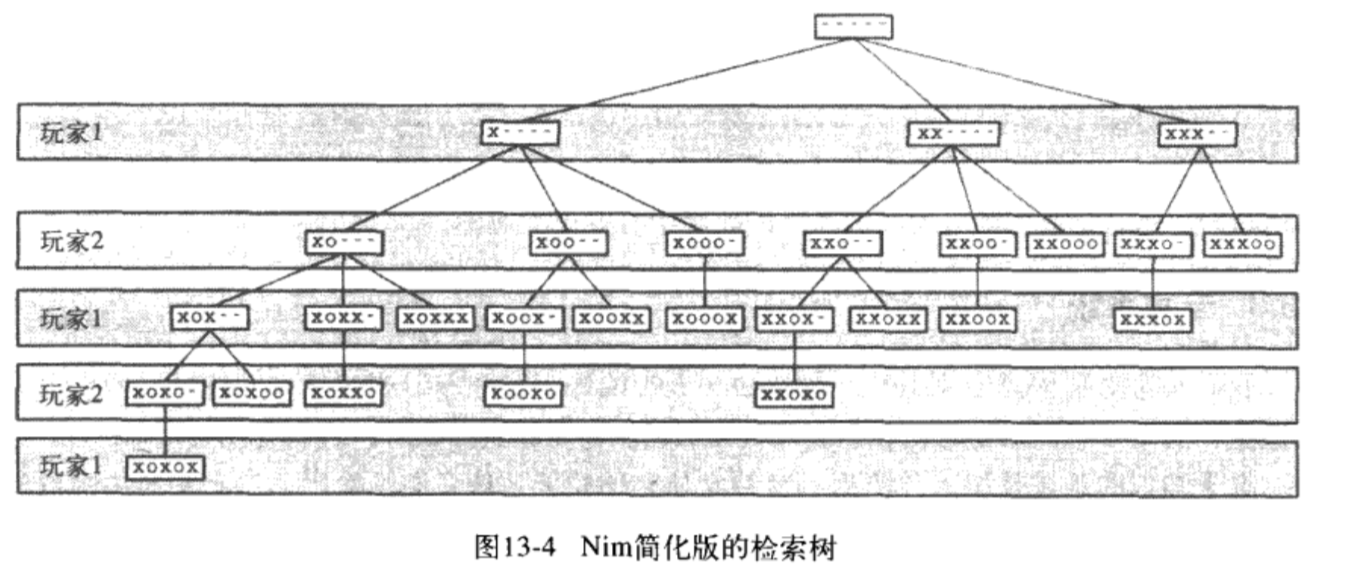 -----
玩家1 x---- xx---- xxx--
玩家2 xo--- xoo-- xooo- xxo-- xxoo- xxooo xxxo- xxxoo
玩家1 xox-- xoxx- xoxxx xoox- xooxx xooox xxox- xxoxx xxoox xxxox
玩家2 xoxo- xoxoo xoxxo xooxo xxoxo
玩家1 xoxox
图13-4 Nim简化版的检索树